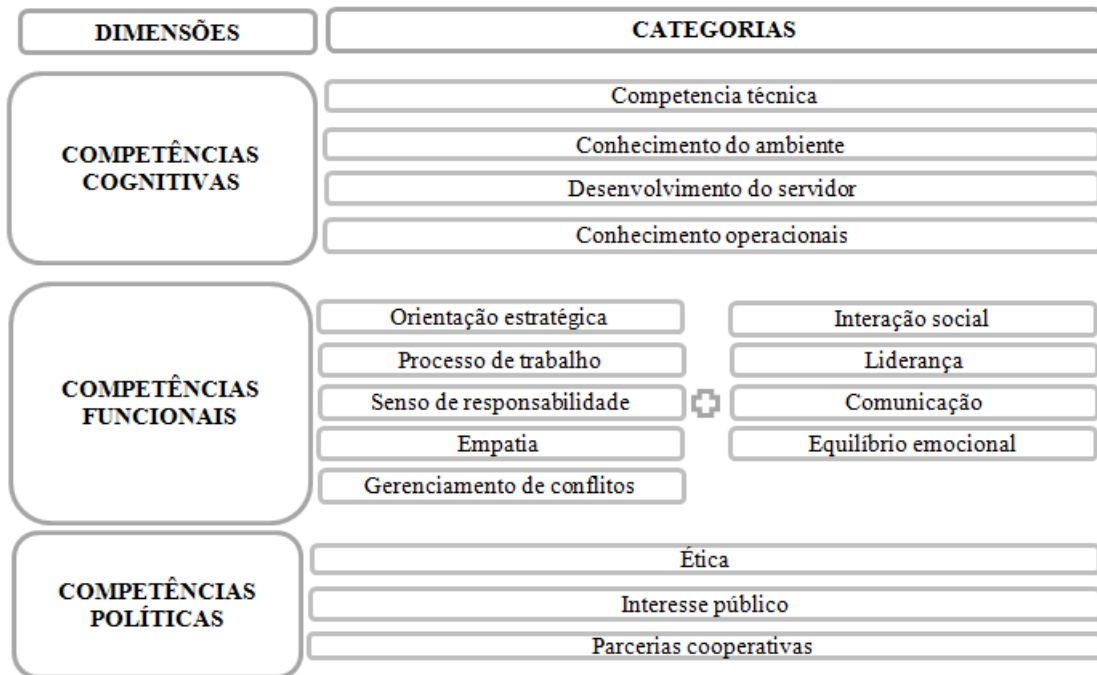 DIMENSÕES
CATEGORIAS
COMPETÊNCIAS
COGNITIVAS
Competencia técnica
Conhecimento do ambiente
Desenvolvimento do servidor
Conhecimento operacionais
COMPETÊNCIAS
FUNCIONAIS
Orientação estratégica
Processo de trabalho
Senso de responsabilidade
Empatia
Gerenciamento de conflitos
Interação social
Liderança
Comunicação
Equilíbrio emocional
COMPETÊNCIAS
POLÍTICAS
Ética
Interesse público
Parcerias cooperativas